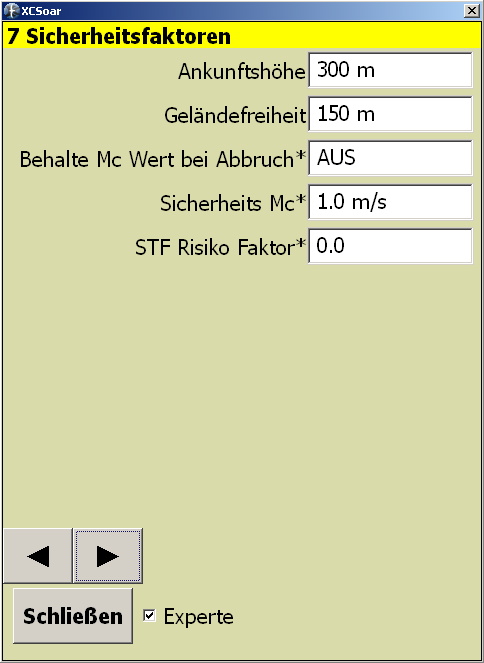 XCSoar
7 Sicherheitsfaktoren
Ankunftshöhe 300 m
Geländefreiheit 150 m
Behalte Mc Wert bei Abbruch* AUS
Sicherheits Mc* 1.0 m/s
STF Risiko Faktor* 0.0
Schließen Experte